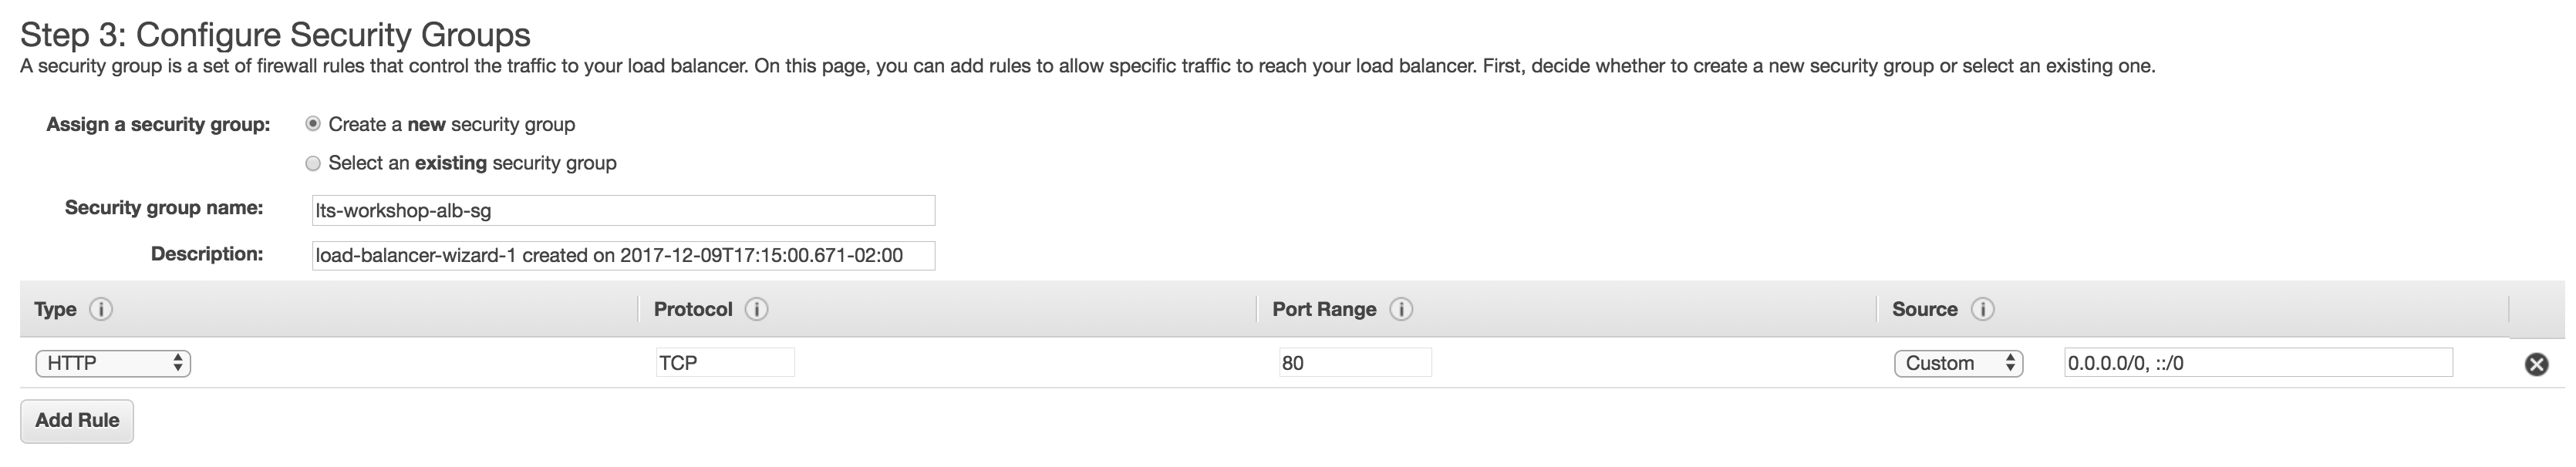 Step 3: Configure Security Groups
A security group is a set of firewall rules that control the traffic to your load balancer. On this page, you can add rules to allow specific traffic to reach your load balancer. First, decide whether to create a new security group or select an existing one.
Assign a security group: Create a new security group
Select an existing security group
Security group name: lts-workshop-alb-sg
Description: load-balancer-wizard-1 created on 2017-12-09T17:15:00.671-02:00
Type Protocol Port Range Source
HTTP TCP 80 Custom 0.0.0.0/0, ::/0
Add Rule